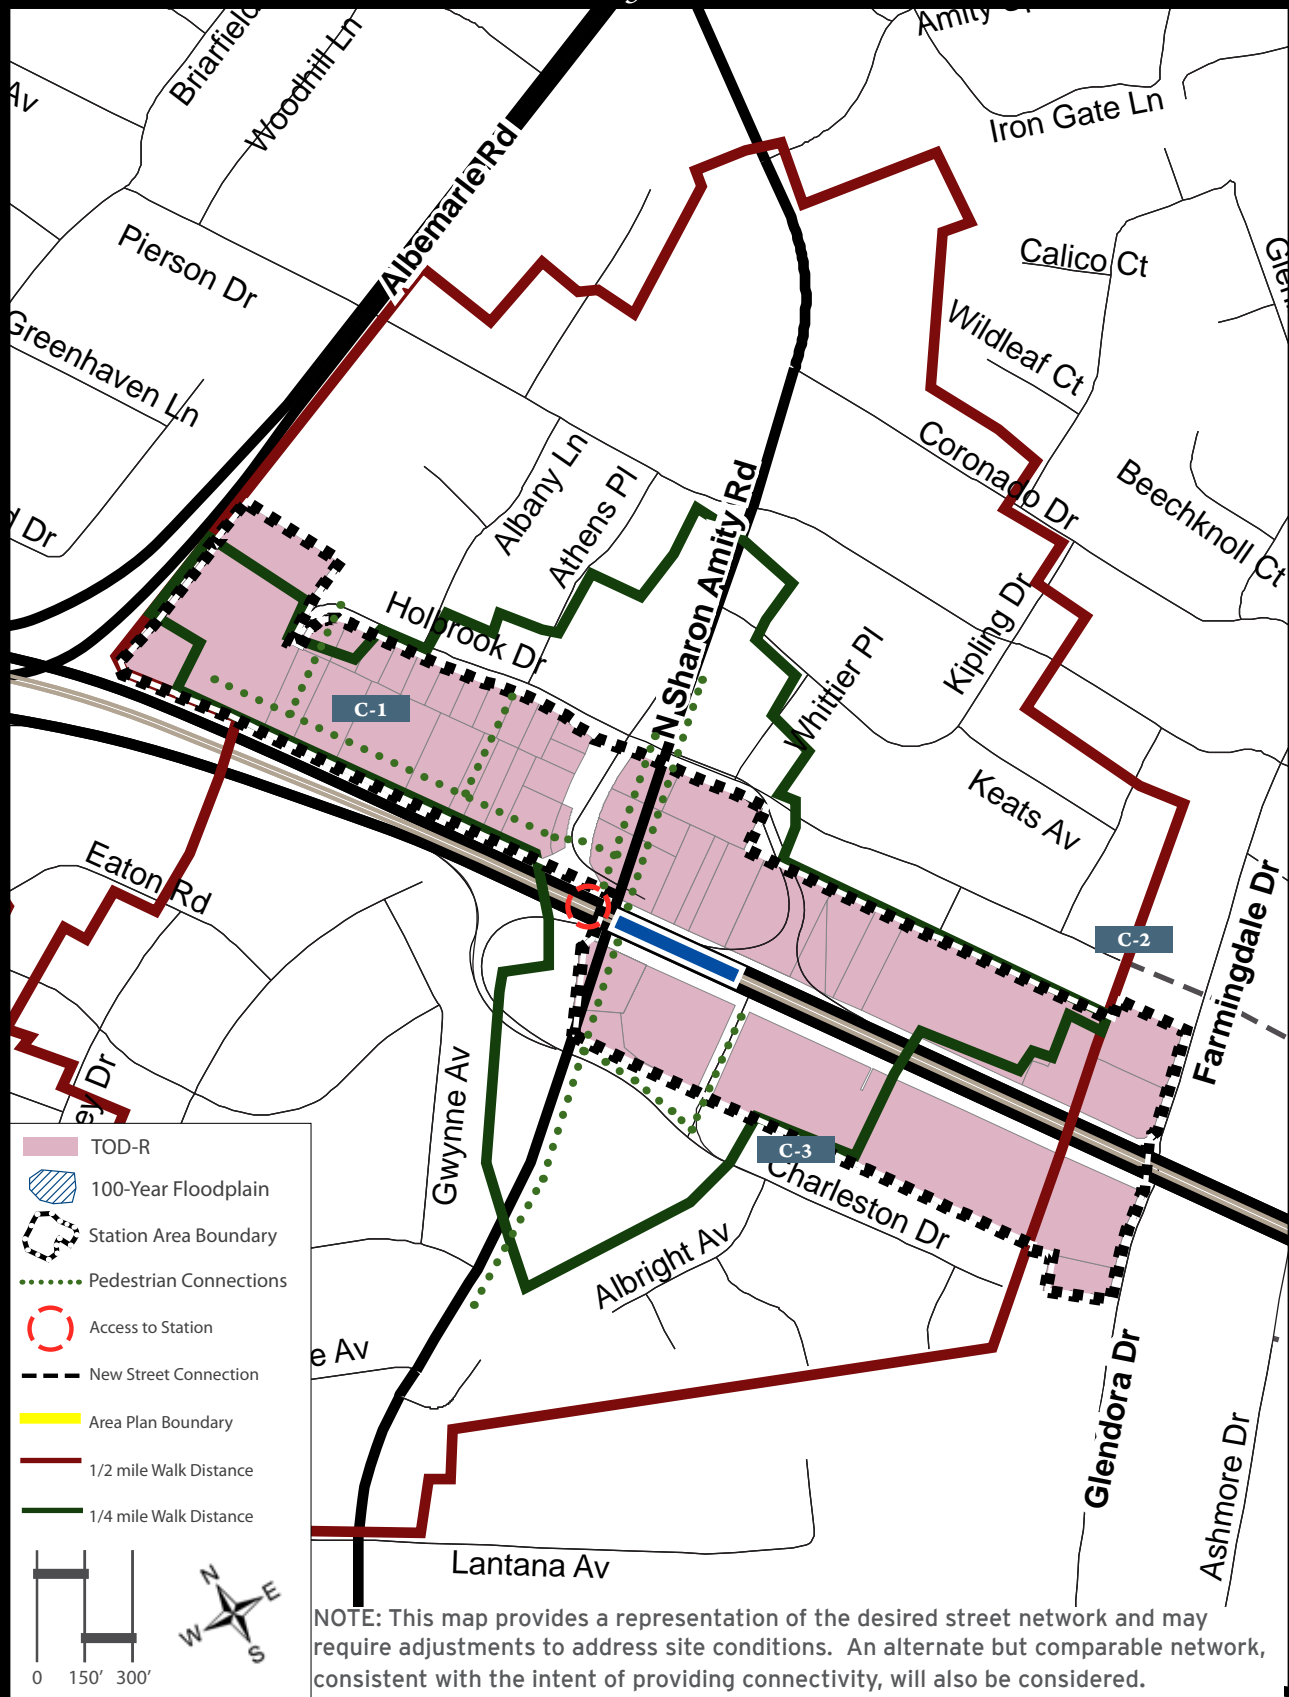 Briarfield
Woodhill Ln
Av
Iron Gate Ln
Albemarle Rd
Pierson Dr
Calico Ct
Greenhaven Ln
Wildleaf Ct
Coronado Dr
Beechknoll Ct
Albany Ln
Athens Pl
N Sharon Amity Rd
Dr
Holbrook Dr
Kipling Dr
Whittier Pl
C-1
Keats Av
Eaton Rd
C-2
Farmingdale Dr
ey Dr
Gwynne Av
C-3
Charleston Dr
Albright Av
e Av
Glendora Dr
Ashmore Dr
Lantana Av
TOD-R
100-Year Floodplain
Station Area Boundary
Pedestrian Connections
Access to Station
New Street Connection
Area Plan Boundary
1/2 mile Walk Distance
1/4 mile Walk Distance
0 150′ 300′
N
E
W
S
NOTE: This map provides a representation of the desired street network and may
require adjustments to address site conditions. An alternate but comparable network,
consistent with the intent of providing connectivity, will also be considered.